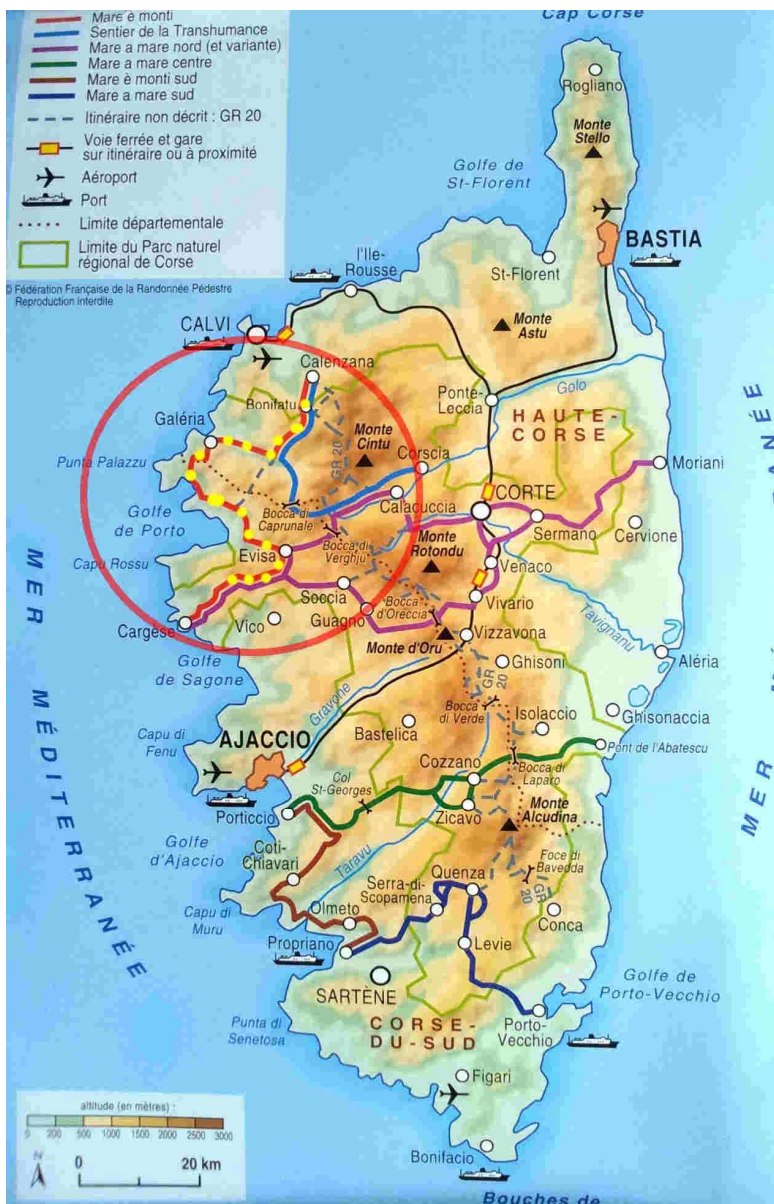 Mare è monti
Sentier de la Transhumance
Mare a mare nord (et variante)
Mare a mare centre
Mare è monti sud
Mare a mare sud
Itinéraire non décrit : GR 20
Voie ferrée et gare
sur itinéraire ou à proximité
Aéroport
Port
Limite départementale
Limite du Parc naturel
régional de Corse
© Fédération Française de la Randonnée Pédestre
Reproduction interdite
Cap Corse
Rogliano
Monte
Stello
Golfe de
St-Florent
BASTIA
l'Ile-
Rousse
St-Florent
Monte
Astu
CALVI
Calenzana
Bonifatu
Ponte-
Leccia
Golo
HAUTE-
CORSE
Galéria
Monte
Cintu
GR 20
Corscia
Moriani
Punta Palazzu
Golfe
de Porto
Bocca di
Caprunale
Calacuccia
CORTE
Bocca di
Verghju
Sermano
Cervione
Capu Rossu
Evisa
Monte
Rotondu
Venaco
Soccia
Bocca
d'Oreccia
Vivario
Tavignanu
Cargèse
Vico
Guagno
Vizzavona
Monte d'Oru
Aléria
Golfe
de Sagone
Ghisoni
GR
20
Gravone
Bocca
di Verde
Isolaccio
Ghisonaccia
Capu di
Fenu
AJACCIO
Bastelica
Pont de l'Abatescu
Cozzano
Bocca di
Laparo
Col
St-Georges
Porticcio
Zicavo
Monte
Alcudina
Golfe
d'Ajaccio
Coti-
Chiavari
Taravu
Foce di
Bavedda
Quenza
Serra-di-
Scopamena
GR
20
Capu di
Muru
Olmeto
Conca
Propriano
Levie
Golfe de
Porto-Vecchio
SARTÈNE
CORSE-
DU-SUD
Porto-
Vecchio
Punta di
Senetosa
Figari
Bonifacio
Bouches de
MER MÉDITERRANÉE
MER
ANÉE
altitude (en mètres) :
0 200 500 1000 1500 2000 2500 3000
N
0 20 km